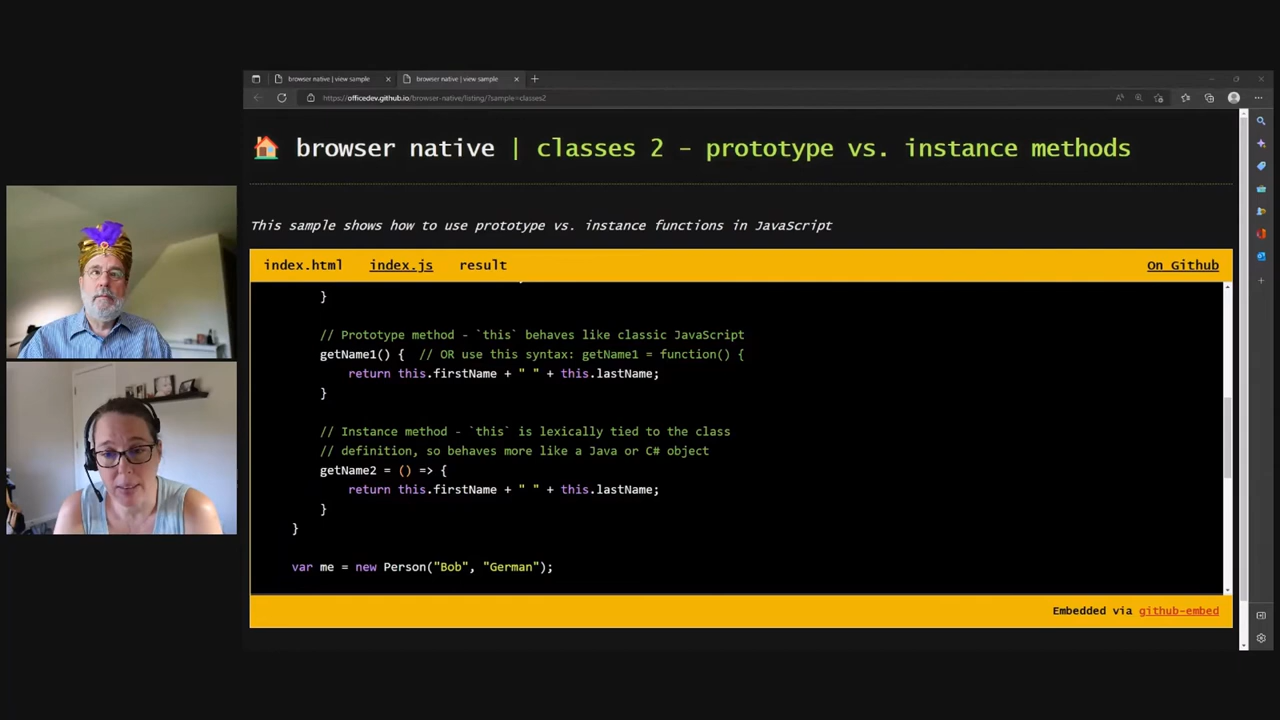 browser native | view sample
browser native | view sample
https://officedev.github.io/browser-native/listing/?sample=classes2
browser native | classes 2 - prototype vs. instance methods
This sample shows how to use prototype vs. instance functions in JavaScript
index.html index.js result On Github
}
// Prototype method - `this` behaves like classic JavaScript
getName1() { // OR use this syntax: getName1 = function() {
return this.firstName + " " + this.lastName;
}
// Instance method - `this` is lexically tied to the class
// definition, so behaves more like a Java or C# object
getName2 = () => {
return this.firstName + " " + this.lastName;
}
}
var me = new Person("Bob", "German");
Embedded via github-embed